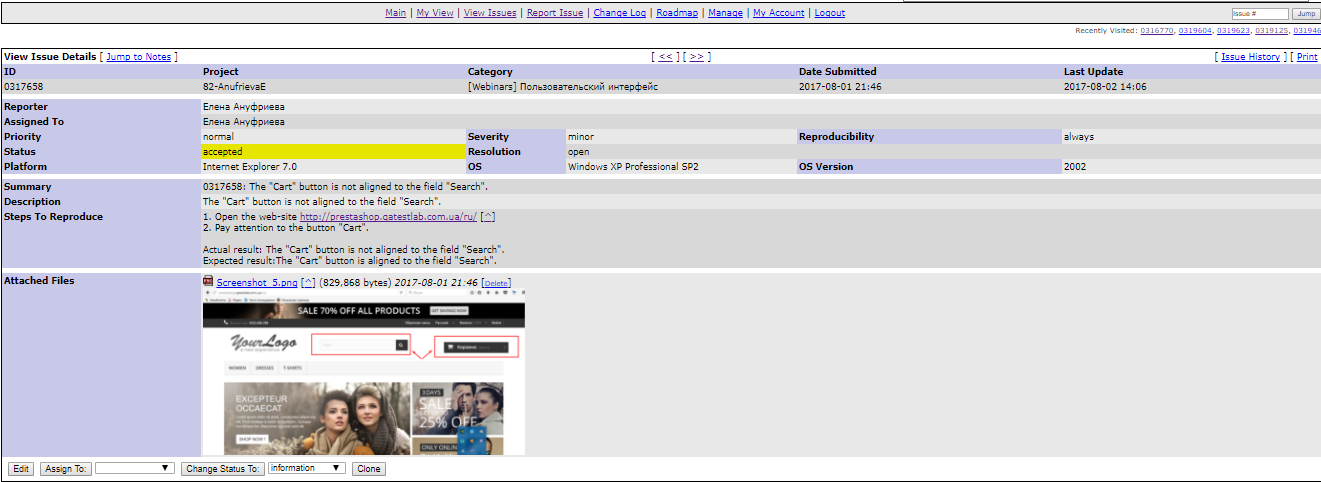 Main | My View | View Issues | Report Issue | Change Log | Roadmap | Manage | My Account | Logout
Issue # Jump
Recently Visited: 0316770, 0319604, 0319623, 0319125, 031946
View Issue Details [ Jump to Notes ] [ << ] [ >> ] [ Issue History ] [ Print
ID Project Category Date Submitted Last Update
0317658 82-AnufrievaE [Webinars] Пользовательский интерфейс 2017-08-01 21:46 2017-08-02 14:06
Reporter Елена Ануфриева
Assigned To Елена Ануфриева
Priority normal Severity minor Reproducibility always
Status accepted Resolution open
Platform Internet Explorer 7.0 OS Windows XP Professional SP2 OS Version 2002
Summary 0317658: The "Cart" button is not aligned to the field "Search".
Description The "Cart" button is not aligned to the field "Search".
Steps To Reproduce 1. Open the web-site http://prestashop.qatestlab.com.ua/ru/ [^]
2. Pay attention to the button "Cart".
Actual result: The "Cart" button is not aligned to the field "Search".
Expected result:The "Cart" button is aligned to the field "Search".
Attached Files Screenshot_5.png [^] (829,868 bytes) 2017-08-01 21:46 [Delete]
SALE 70% OFF ALL PRODUCTS GET SAVINGS NOW
YourLogo
Корзина
WOMEN DRESSES T-SHIRTS
EXCEPTEUR
OCCAECAT
SHOP NOW !
3 DAYS
SALE
25% OFF
ONLY ONLINE
Edit Assign To: Change Status To: information Clone